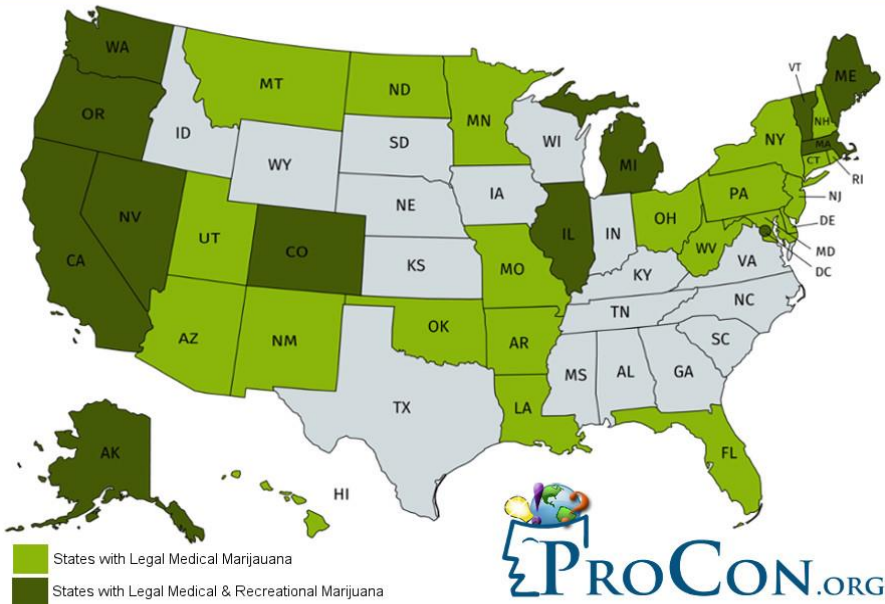 WA
MT
ND
MN
VT
ME
OR
ID
WY
SD
WI
MI
NY
NH
MA
CT
RI
NV
UT
CO
NE
IA
IL
IN
OH
PA
NJ
DE
MD
DC
CA
KS
MO
KY
WV
VA
AZ
NM
OK
AR
TN
NC
SC
TX
LA
MS
AL
GA
FL
AK
HI
States with Legal Medical Marijauana
States with Legal Medical & Recreational Marijuana
PROCON.ORG